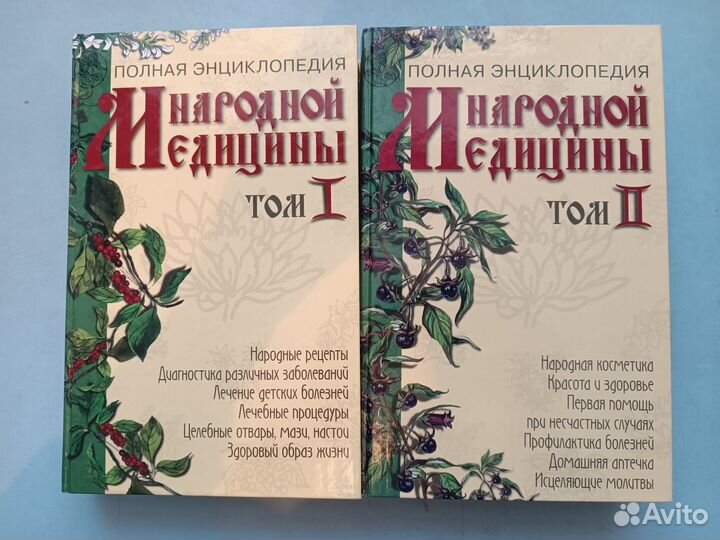 ПОЛНАЯ ЭНЦИКЛОПЕДИЯ
НАРОДНОЙ
МЕДИЦИНЫ
ТОМ I
Народные рецепты
Диагностика различных заболеваний
Лечение детских болезней
Лечебные процедуры
Целебные отвары, мази, настои
Здоровый образ жизни
ПОЛНАЯ ЭНЦИКЛОПЕДИЯ
НАРОДНОЙ
МЕДИЦИНЫ
ТОМ II
Народная косметика
Красота и здоровье
Первая помощь
при несчастных случаях
Профилактика болезней
Домашняя аптечка
Исцеляющие молитвы
Avito